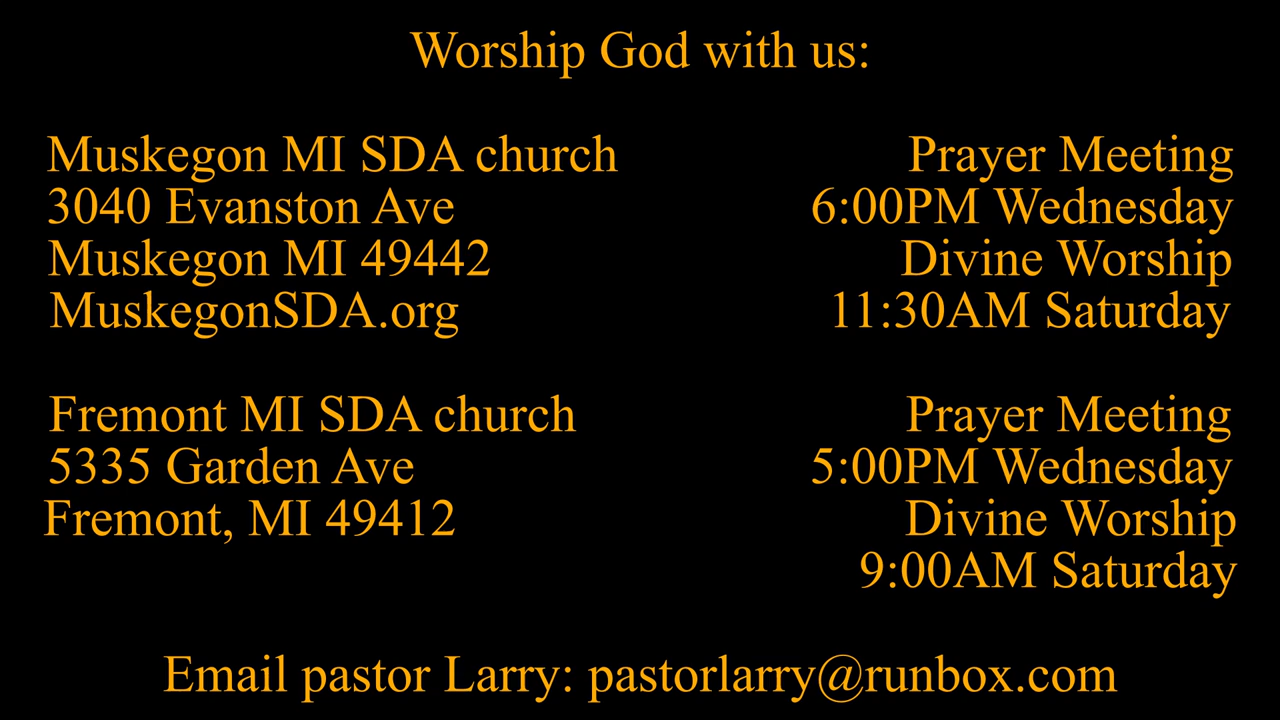 Worship God with us:
Muskegon MI SDA church
3040 Evanston Ave
Muskegon MI 49442
MuskegonSDA.org
Prayer Meeting
6:00PM Wednesday
Divine Worship
11:30AM Saturday
Fremont MI SDA church
5335 Garden Ave
Fremont, MI 49412
Prayer Meeting
5:00PM Wednesday
Divine Worship
9:00AM Saturday
Email pastor Larry: pastorlarry@runbox.com